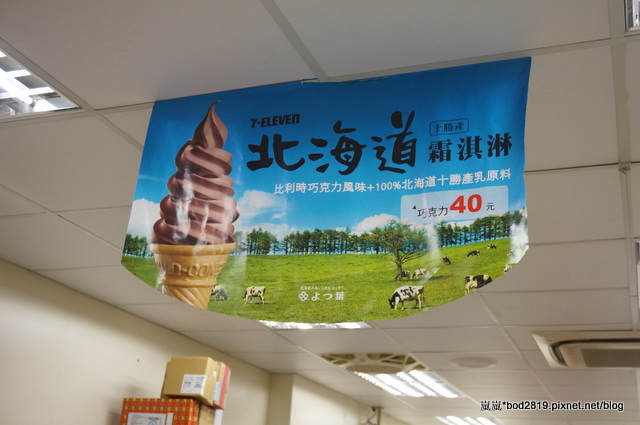 7-ELEVEN
北海道
十勝產
霜淇淋
比利時巧克力風味+100%北海道十勝產乳原料
巧克力40元
よつ葉
嵐嵐*bod2819.pixnet.net/blog